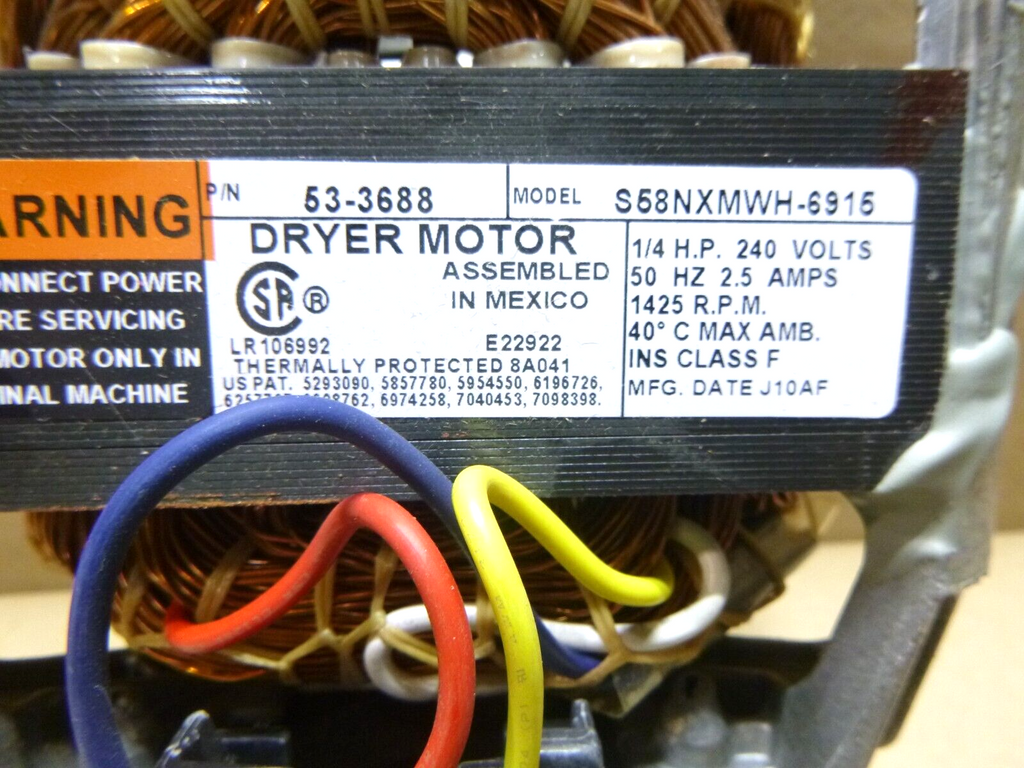 ARNING
ONNECT POWER
RE SERVICING
MOTOR ONLY IN
INAL MACHINE
P/N 53-3688
MODEL S58NXMWH-6915
DRYER MOTOR
ASSEMBLED
IN MEXICO
SA ®
LR106992 E22922
THERMALLY PROTECTED 8A041
US PAT. 5293090, 5857780, 5954550, 6196726,
6974258, 7040453, 7098398.
1/4 H.P. 240 VOLTS
50 HZ 2.5 AMPS
1425 R.P.M.
40° C MAX AMB.
INS CLASS F
MFG. DATE J10AF